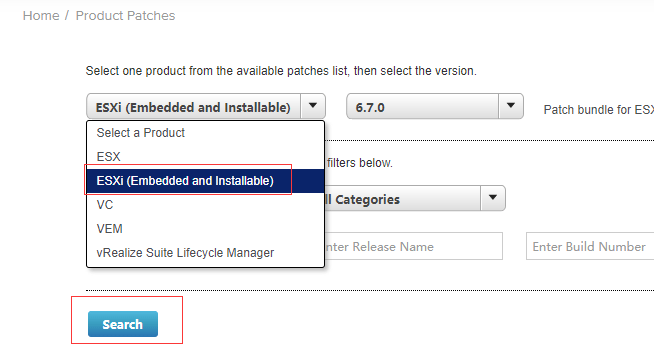 Home / Product Patches
Select one product from the available patches list, then select the version.
ESXi (Embedded and Installable) 6.7.0 Patch bundle for ESX
Select a Product
ESX
filters below.
ESXi (Embedded and Installable)
VC
ll Categories
VEM
vRealize Suite Lifecycle Manager
nter Release Name Enter Build Number
Search